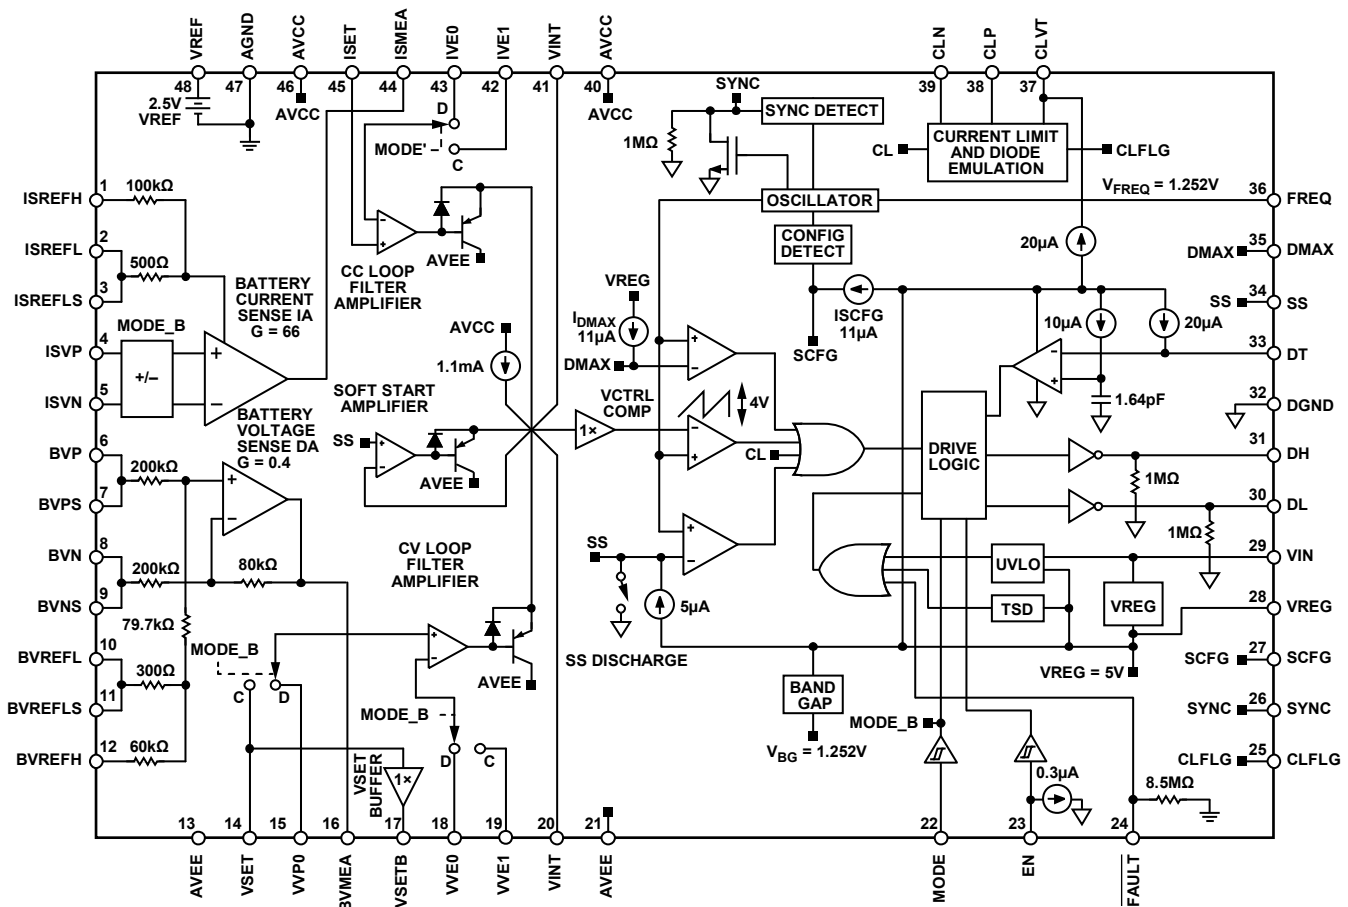 VREF
AGND
AVCC
ISET
ISMEA
IVE0
IVE1
VINT
AVCC
CLN
CLP
CLVT
48
47
46
45
44
43
42
41
40
39
38
37
2.5V
VREF
AVCC
D
MODE'
C
AVCC
SYNC
SYNC DETECT
1MΩ
CL
CURRENT LIMIT
AND DIODE
EMULATION
CLFLG
OSCILLATOR
VFREQ = 1.252V
CONFIG
DETECT
20µA
ISREFH
1
100kΩ
ISREFL
2
500Ω
ISREFLS
3
BATTERY
CURRENT
SENSE IA
G = 66
CC LOOP
FILTER
AMPLIFIER
AVEE
ISVP
4
MODE_B
+/–
ISVN
5
+
–
BATTERY
VOLTAGE
SENSE DA
G = 0.4
AVCC
1.1mA
SOFT START
AMPLIFIER
SS
+
–
AVEE
VREG
IDMAX
11µA
DMAX
SCFG
ISCFG
11µA
10µA
20µA
1.64pF
1×
VCTRL
COMP
4V
CL
DRIVE
LOGIC
BVP
6
200kΩ
BVPS
7
BVN
8
200kΩ
80kΩ
BVNS
9
79.7kΩ
BVREFL
10
300Ω
BVREFLS
11
BVREFH
12
60kΩ
MODE_B
C
D
CV LOOP
FILTER
AMPLIFIER
+
–
AVEE
MODE_B
D
C
VSET
BUFFER
1×
SS
5µA
SS DISCHARGE
BAND
GAP
VBG = 1.252V
UVLO
TSD
VREG
VREG = 5V
1MΩ
1MΩ
MODE_B
0.3µA
8.5MΩ
36
FREQ
DMAX
35
DMAX
SS
34
SS
33
DT
32
DGND
31
DH
30
DL
29
VIN
28
VREG
SCFG
27
SCFG
SYNC
26
SYNC
CLFLG
25
CLFLG
13
14
15
16
17
18
19
20
21
22
23
24
AVEE
VSET
VVP0
BVMEA
VSETB
VVE0
VVE1
VINT
AVEE
MODE
EN
FAULT